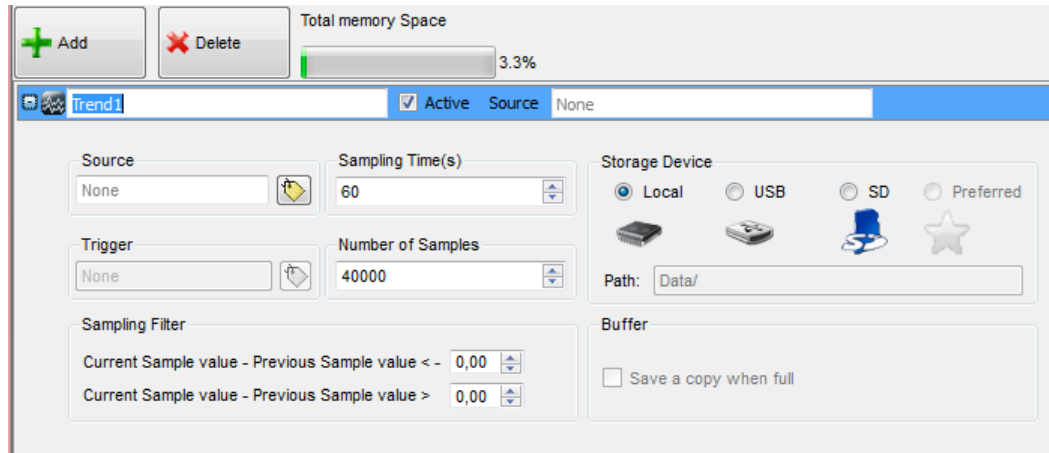 Add
Delete
Total memory Space
3.3%
Trend1
Active
Source
None
Source
None
Sampling Time(s)
60
Storage Device
Local
USB
SD
Preferred
Trigger
None
Number of Samples
40000
Path:
Data/
Sampling Filter
Current Sample value - Previous Sample value < - 0,00
Current Sample value - Previous Sample value > 0,00
Buffer
Save a copy when full